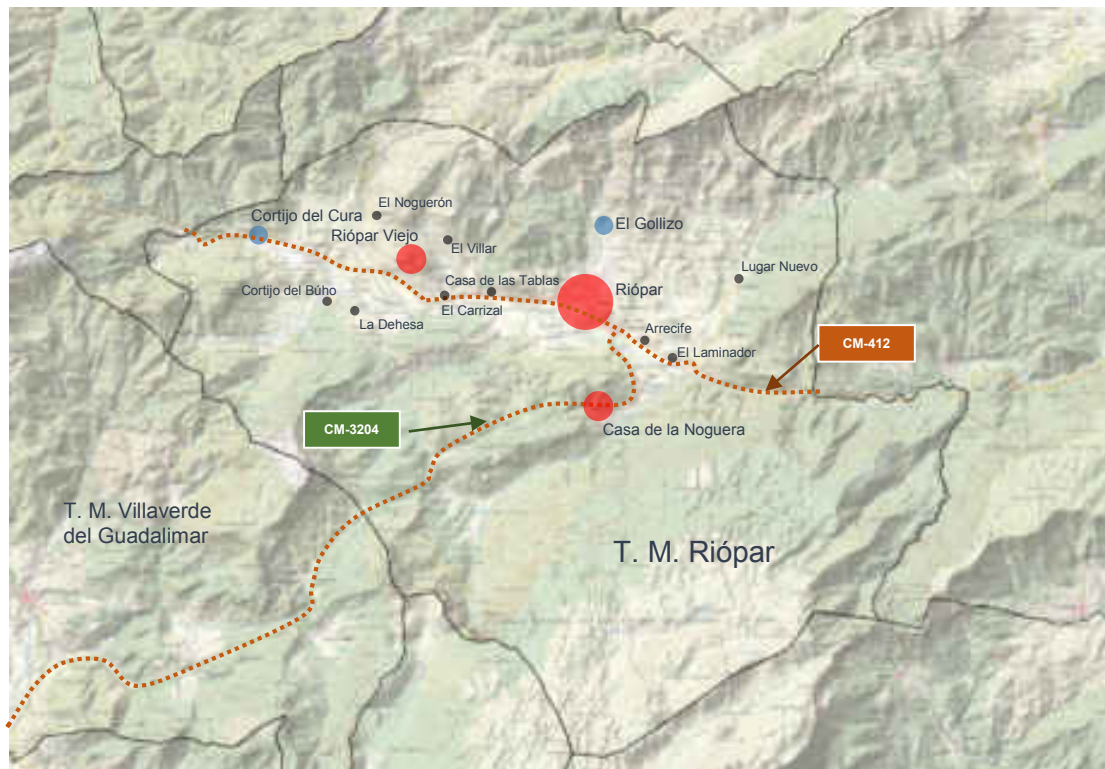 El Noguerón
Cortijo del Cura
El Gollizo
Riópar Viejo
El Villar
Lugar Nuevo
Casa de las Tablas
Cortijo del Búho
Riópar
El Carrizal
La Dehesa
Arrecife
CM-412
El Laminador
CM-3204
Casa de la Noguera
T. M. Villaverde
del Guadalimar
T. M. Riópar